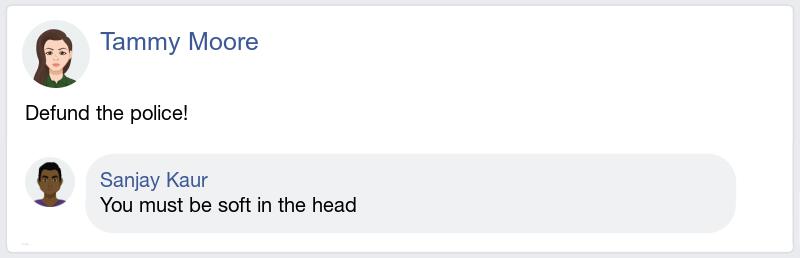 Tammy Moore
Defund the police!
Sanjay Kaur
You must be soft in the head